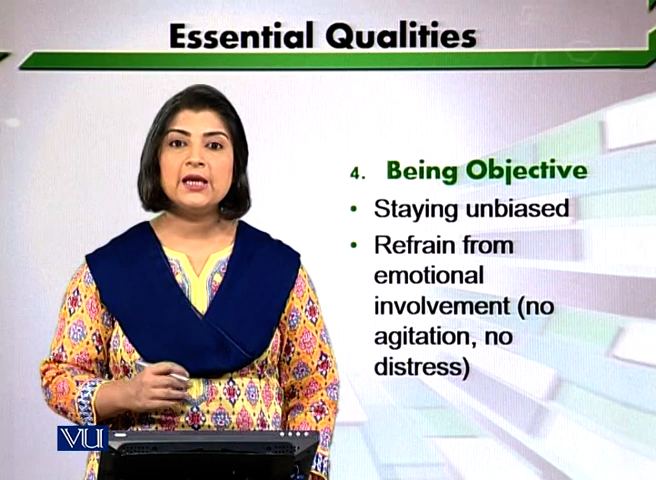 Essential Qualities
4. Being Objective
• Staying unbiased
• Refrain from
emotional
involvement (no
agitation, no
distress)
VU